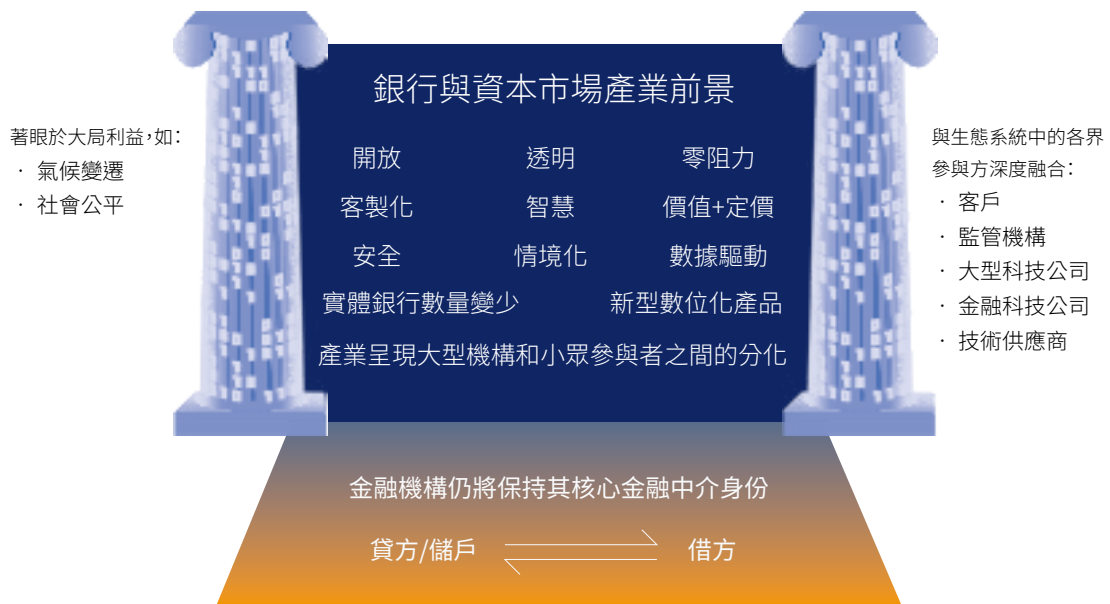 銀行與資本市場產業前景
著眼於大局利益，如：
· 氣候變遷
· 社會公平
開放 透明 零阻力
客製化 智慧 價值+定價
安全 情境化 數據驅動
實體銀行數量變少 新型數位化產品
產業呈現大型機構和小眾參與者之間的分化
與生態系統中的各界
參與方深度融合：
· 客戶
· 監管機構
· 大型科技公司
· 金融科技公司
· 技術供應商
金融機構仍將保持其核心金融中介身份
貸方/儲戶 借方